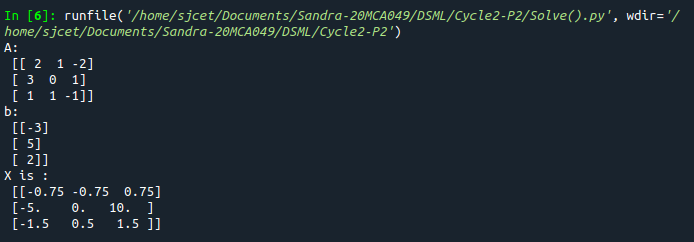 In [6]: runfile('/home/sjcet/Documents/Sandra-20MCA049/DSML/Cycle2-P2/Solve().py', wdir='/
home/sjcet/Documents/Sandra-20MCA049/DSML/Cycle2-P2')
A:
 [[ 2  1 -2]
 [ 3  0  1]
 [ 1  1 -1]]
b:
 [[-3]
 [ 5]
 [ 2]]
X is :
 [[-0.75 -0.75  0.75]
 [-5.    0.   10.  ]
 [-1.5   0.5   1.5 ]]